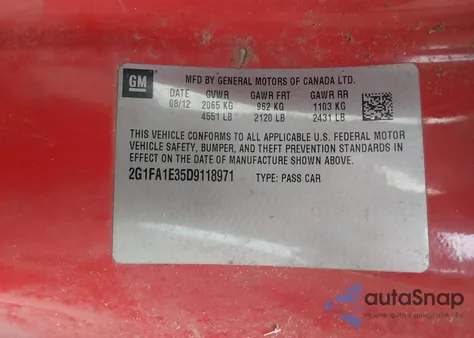 GM
MFD BY GENERAL MOTORS OF CANADA LTD.
DATE GVWR GAWR FRT GAWR RR
08/12 2065 KG 962 KG 1103 KG
4551 LB 2120 LB 2431 LB
THIS VEHICLE CONFORMS TO ALL APPLICABLE U.S. FEDERAL MOTOR
VEHICLE SAFETY, BUMPER, AND THEFT PREVENTION STANDARDS IN
EFFECT ON THE DATE OF MANUFACTURE SHOWN ABOVE.
2G1FA1E35D9118971 TYPE: PASS CAR
autoSnap